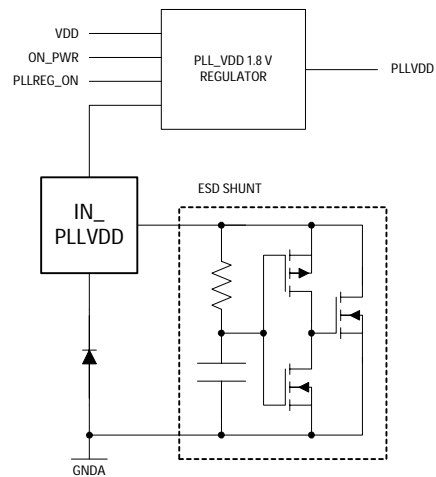 VDD
ON_PWR
PLLREG_ON
PLL_VDD 1.8 V
REGULATOR
PLLVDD
ESD SHUNT
IN_
PLLVDD
GNDA